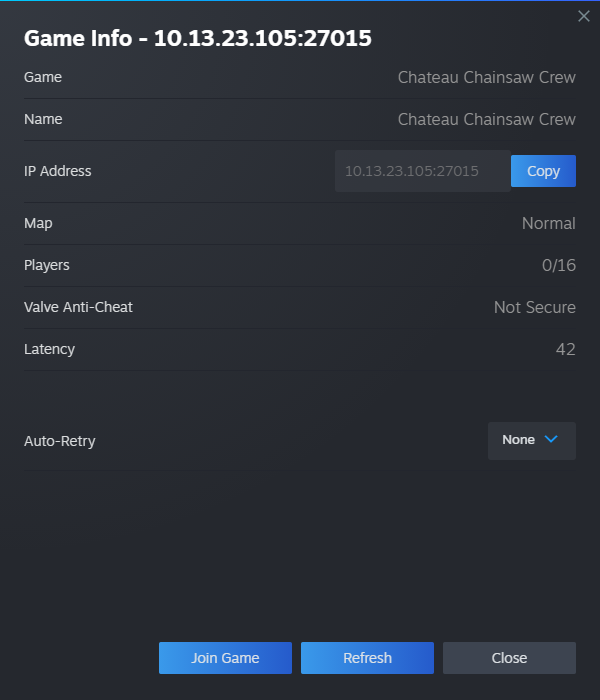 Game Info - 10.13.23.105:27015
Game Chateau Chainsaw Crew
Name Chateau Chainsaw Crew
IP Address 10.13.23.105:27015 Copy
Map Normal
Players 0/16
Valve Anti-Cheat Not Secure
Latency 42
Auto-Retry None
Join Game Refresh Close